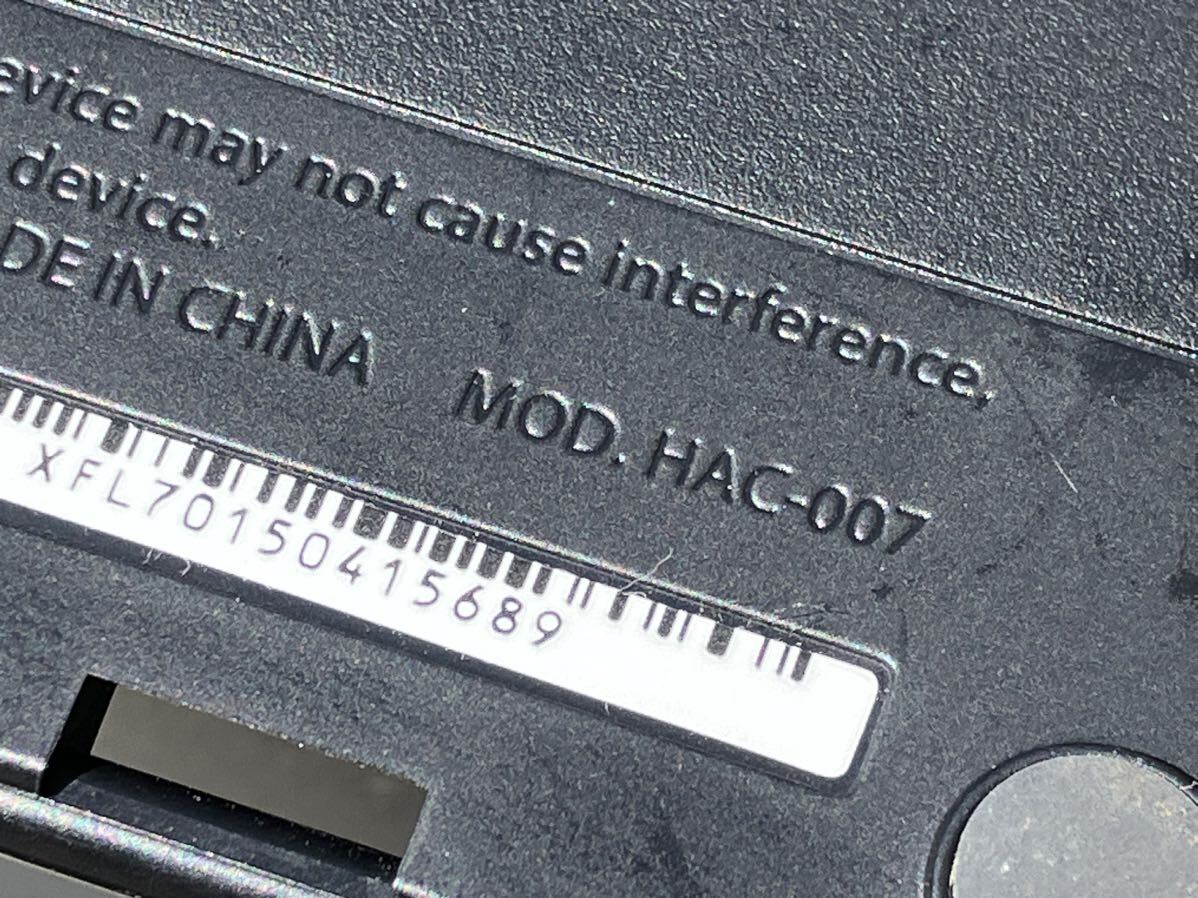 evice may not cause interference.
device.
DE IN CHINA MOD. HAC-007
XFL70150415689